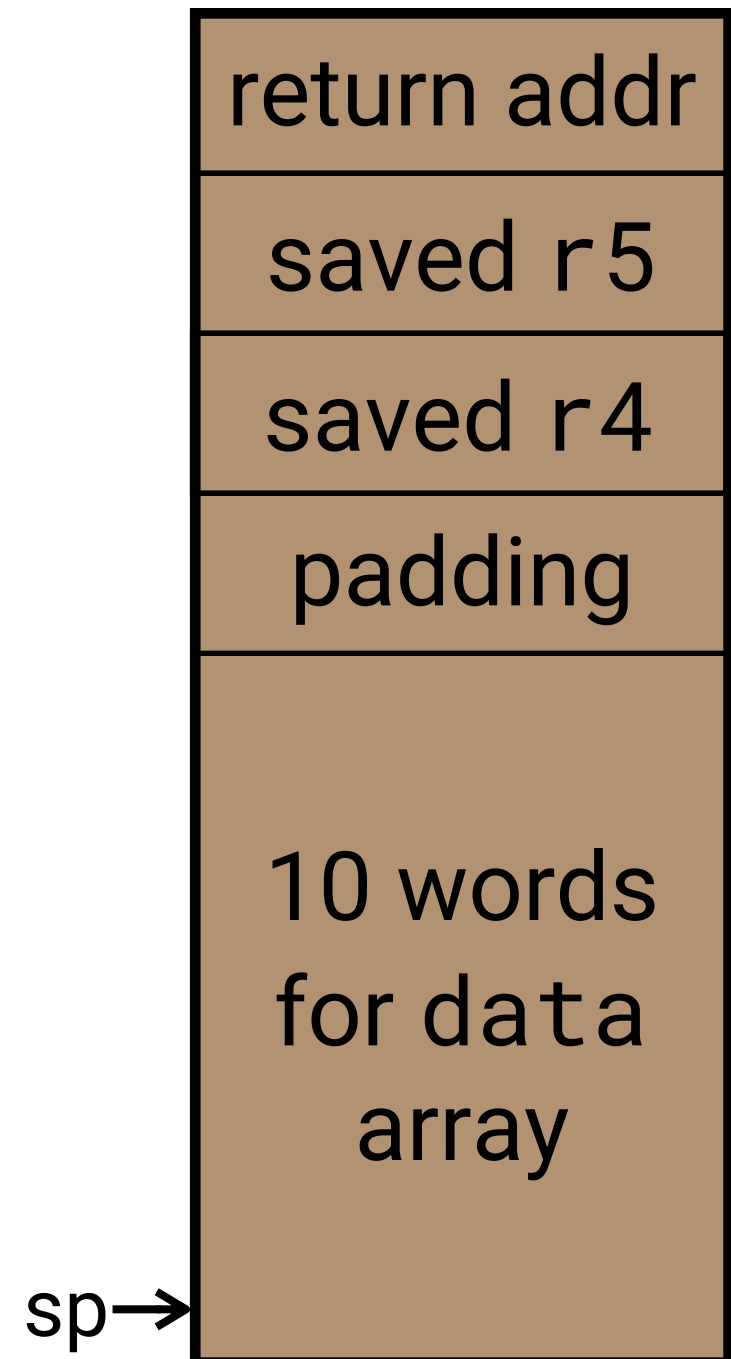 return addr
saved r5
saved r4
padding
10 words
for data
array
sp